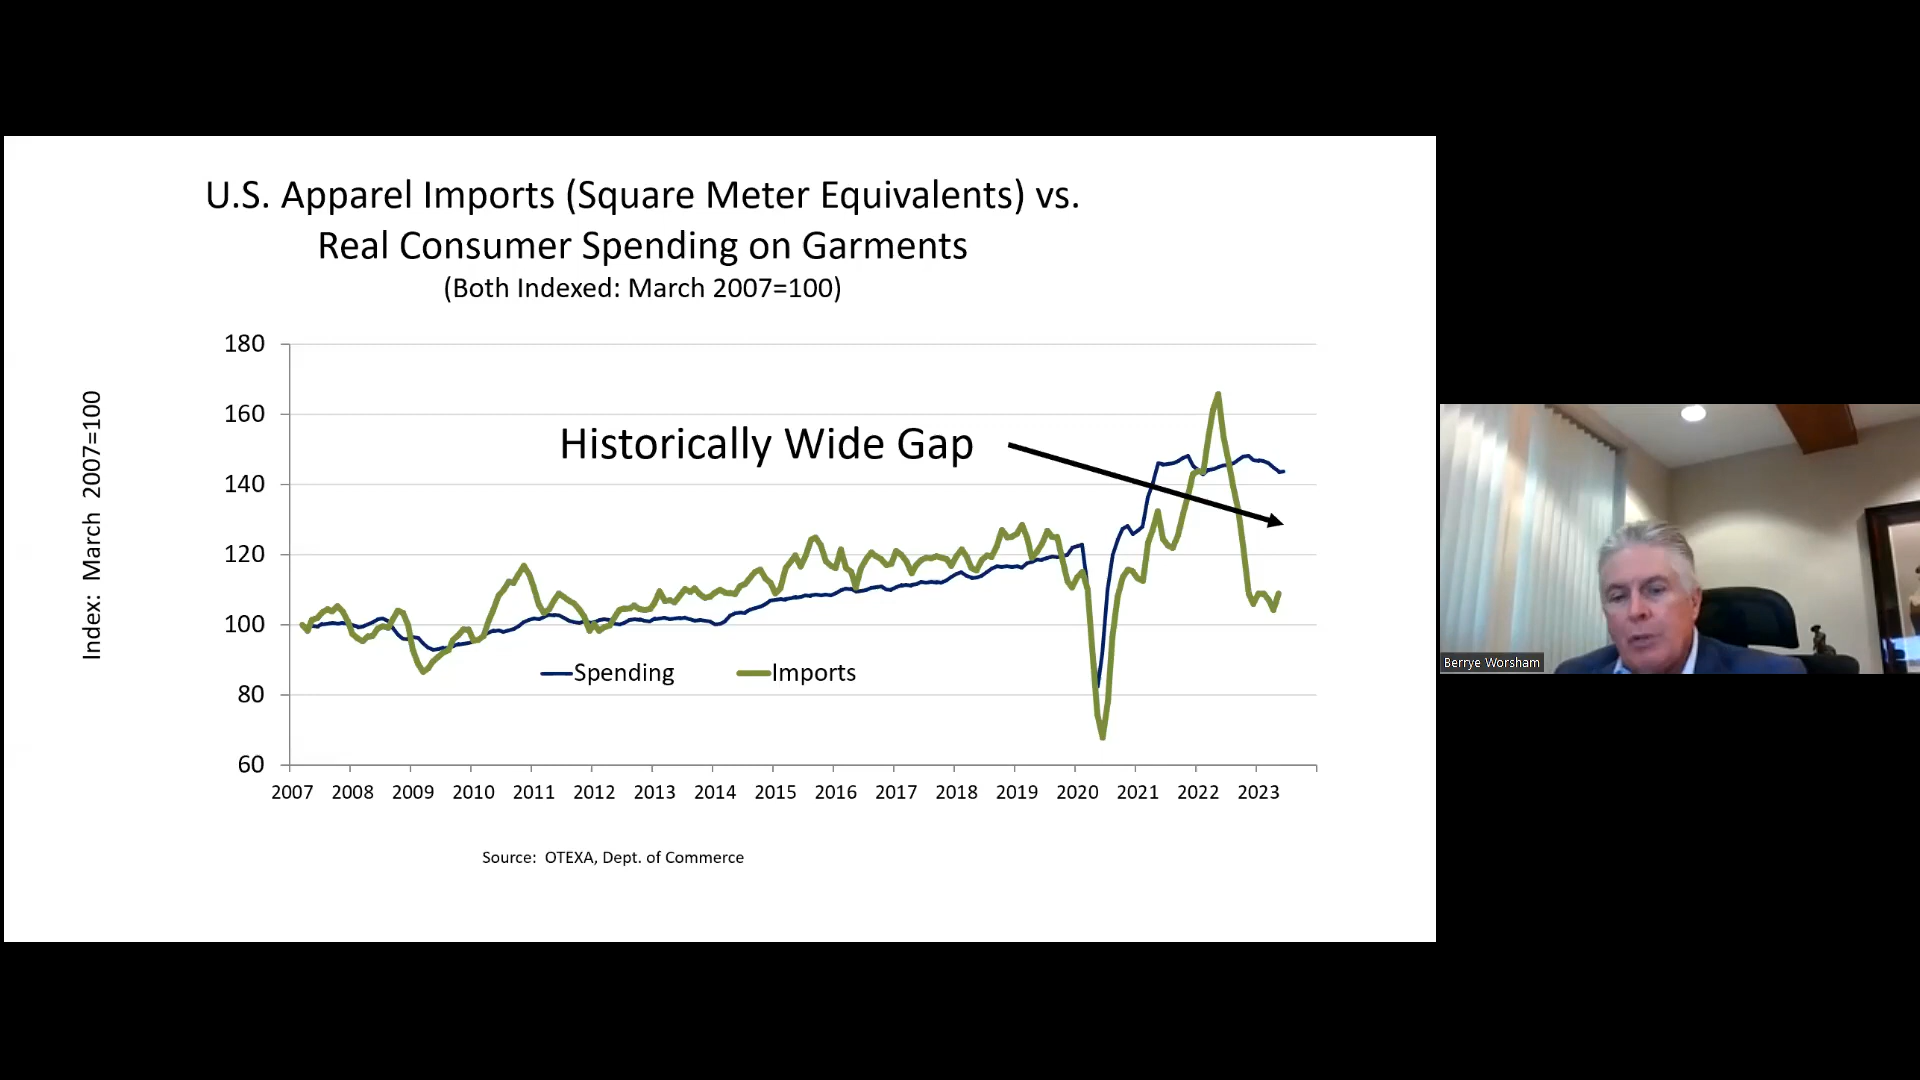 U.S. Apparel Imports (Square Meter Equivalents) vs.
Real Consumer Spending on Garments
(Both Indexed: March 2007=100)
Index: March 2007=100
180
160
140
120
100
80
60
Historically Wide Gap
Spending
Imports
2007 2008 2009 2010 2011 2012 2013 2014 2015 2016 2017 2018 2019 2020 2021 2022 2023
Source: OTEXA, Dept. of Commerce
Berrye Worsham